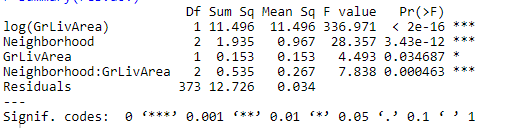 Df Sum Sq Mean Sq F value Pr(>F)
log(GrLivArea) 1 11.496 11.496 336.971 < 2e-16 ***
Neighborhood 2 1.935 0.967 28.357 3.43e-12 ***
GrLivArea 1 0.153 0.153 4.493 0.034687 *
Neighborhood:GrLivArea 2 0.535 0.267 7.838 0.000463 ***
Residuals 373 12.726 0.034
---
Signif. codes: 0 ‘***’ 0.001 ‘**’ 0.01 ‘*’ 0.05 ‘.’ 0.1 ‘ ’ 1